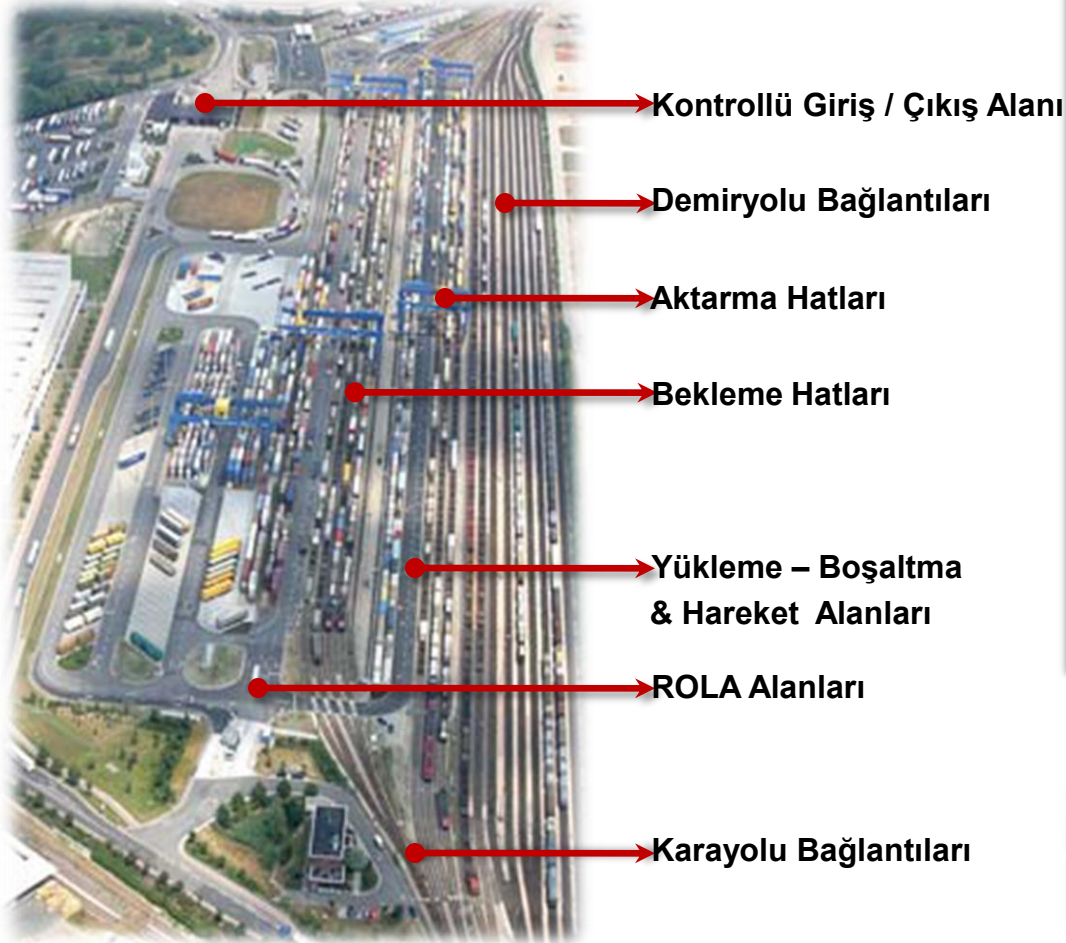 Kontrollü Giriş / Çıkış Alanı
Demiryolu Bağlantıları
Aktarma Hatları
Bekleme Hatları
Yükleme – Boşaltma
& Hareket Alanları
ROLA Alanları
Karayolu Bağlantıları